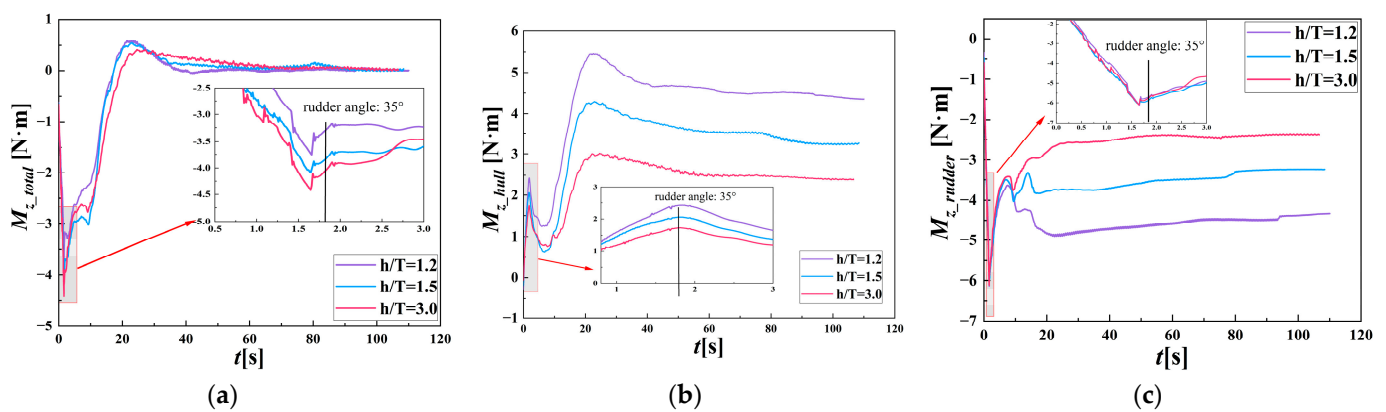 M_z_total [N·m]
1
0
−1
−2
−3
−4
−5
0 20 40 60 80 100 120
t[s]
rudder angle: 35°
-2.5
-3.0
-3.5
-4.0
-4.5
-5.0
0.5 1.0 1.5 2.0 2.5 3.0
h/T=1.2
h/T=1.5
h/T=3.0
(a)
M_z_hull [N·m]
6
5
4
3
2
1
0
−1
0 20 40 60 80 100 120
t[s]
rudder angle: 35°
3
2
1
0
1 2 3
h/T=1.2
h/T=1.5
h/T=3.0
(b)
M_z_rudder [N·m]
0
−1
−2
−3
−4
−5
−6
−7
0 20 40 60 80 100 120
t[s]
rudder angle: 35°
-2
-3
-4
-5
-6
-7
0.0 0.5 1.0 1.5 2.0 2.5 3.0
h/T=1.2
h/T=1.5
h/T=3.0
(c)